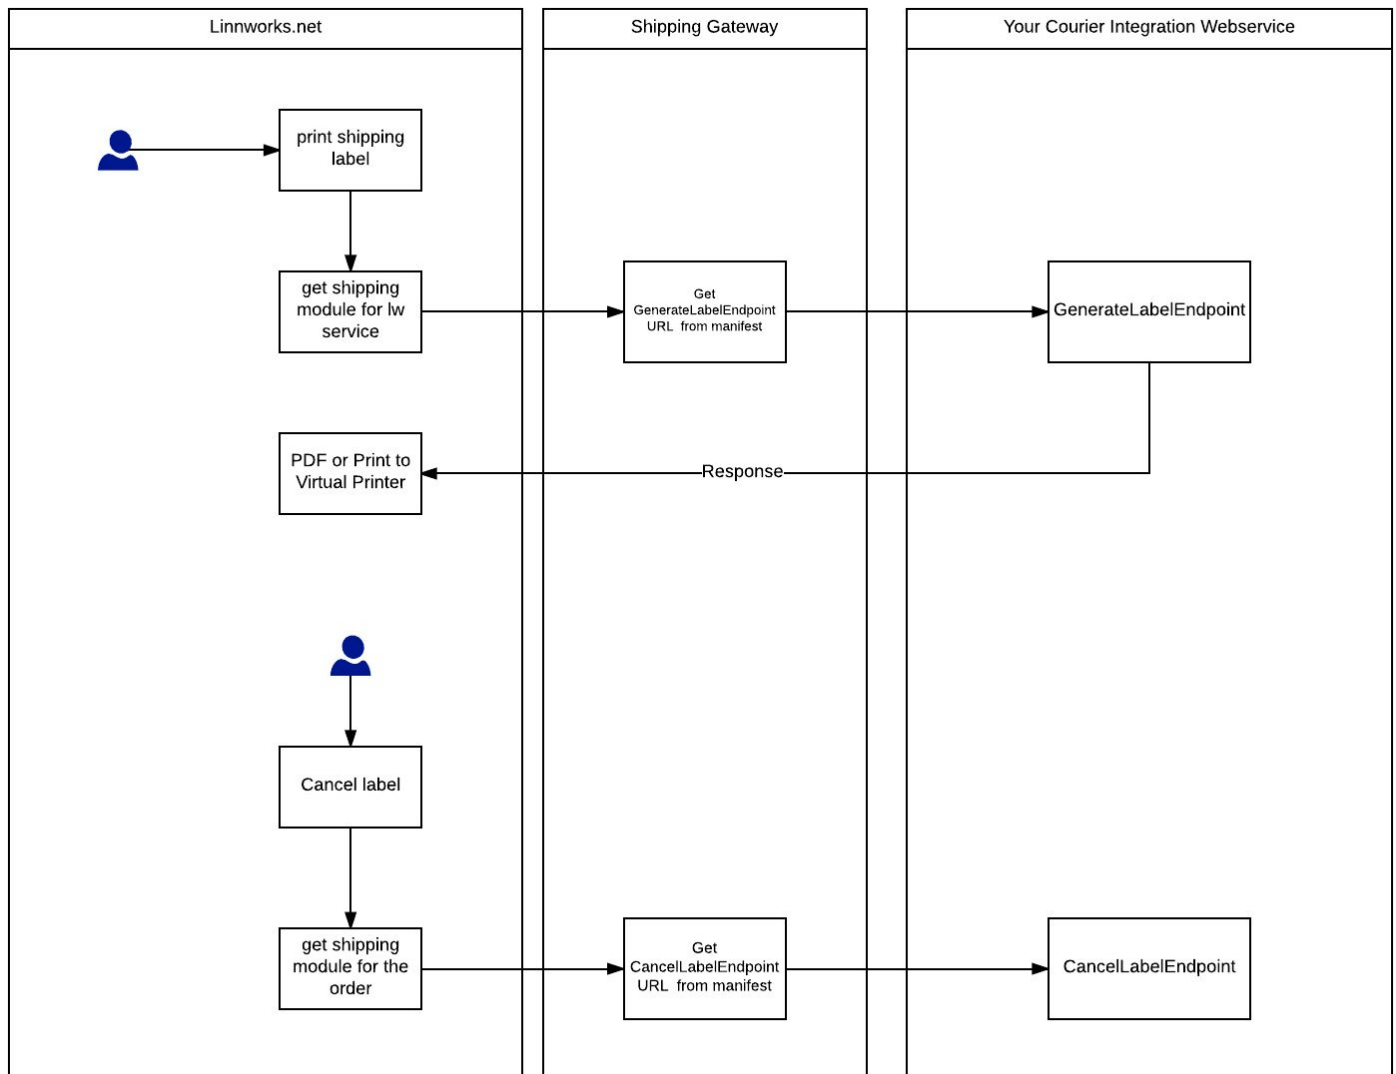 Linnworks.net
Shipping Gateway
Your Courier Integration Webservice
print shipping
label
get shipping
module for lw
service
Get
GenerateLabelEndpoint
URL from manifest
GenerateLabelEndpoint
PDF or Print to
Virtual Printer
Response
Cancel label
get shipping
module for the
order
Get
CancelLabelEndpoint
URL from manifest
CancelLabelEndpoint